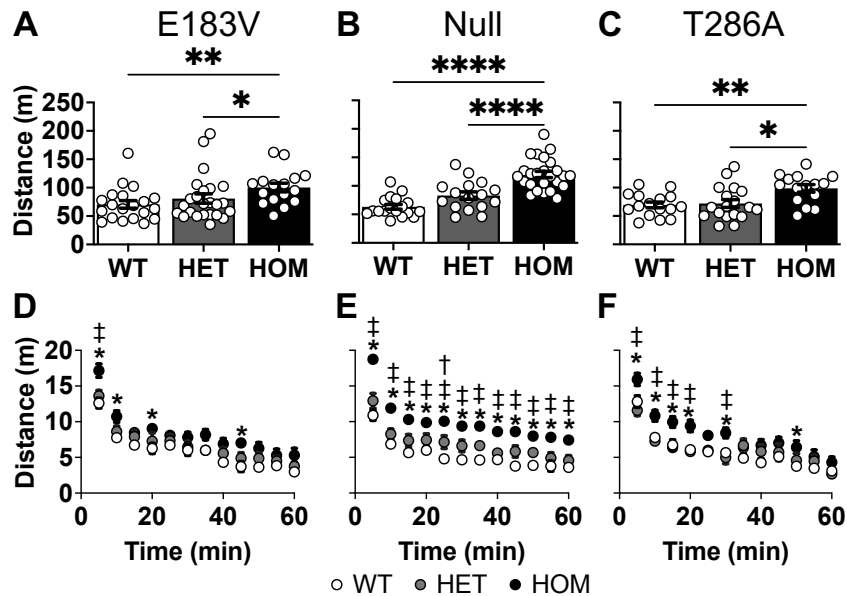 A E183V B Null C T286A
** **** **
* **** *
Distance (m)
250
200
150
100
50
0
WT HET HOM WT HET HOM WT HET HOM
D E F
‡ ‡ † ‡
* * * * ‡ ‡ ‡ ‡ ‡ ‡ ‡ ‡ ‡ ‡ ‡ * ‡ ‡ ‡ ‡ *
* * * * * * * * * * * * * * * *
Distance (m)
20
15
10
5
0
0 20 40 60 0 20 40 60 0 20 40 60
Time (min) Time (min) Time (min)
WT HET HOM